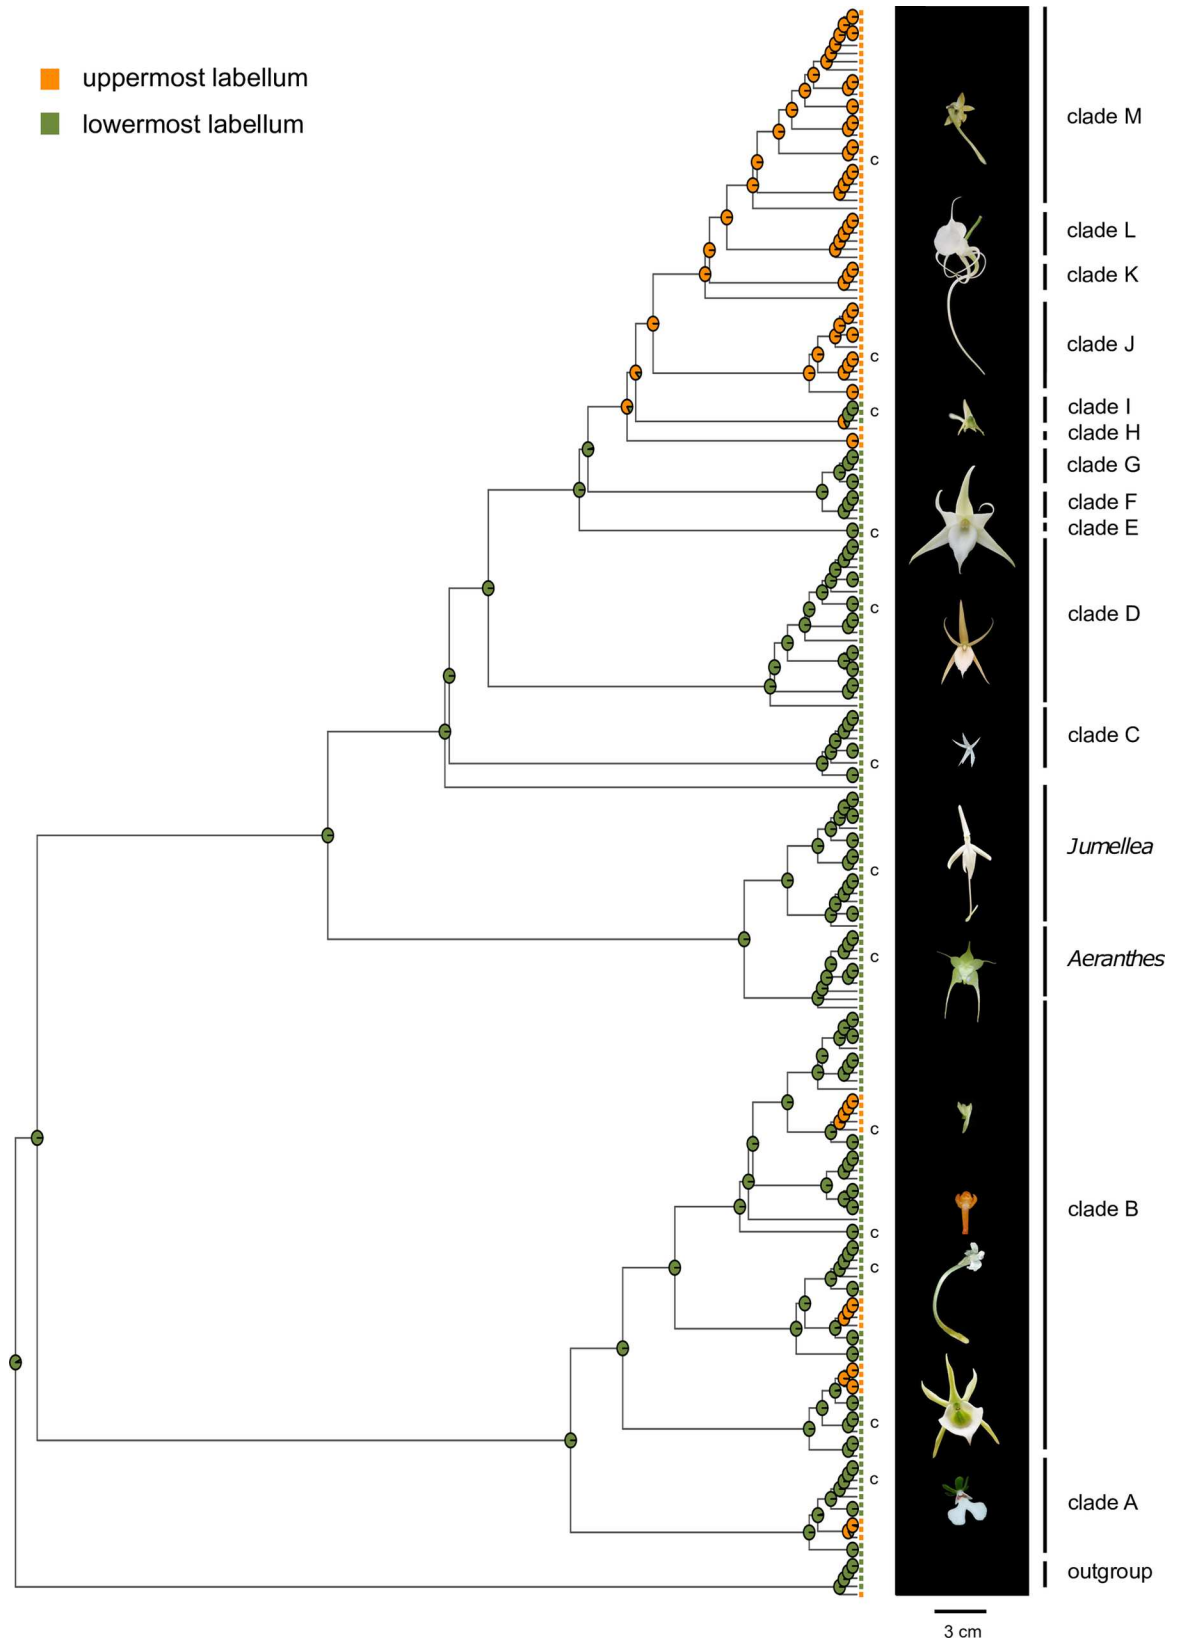 uppermost labellum
lowermost labellum
clade M
c
clade L
clade K
clade J
c
clade I
c
clade H
clade G
clade F
clade E
c
clade D
c
clade C
c
Jumellea
c
Aeranthes
c
c
clade B
c
c
c
c
clade A
outgroup
3 cm